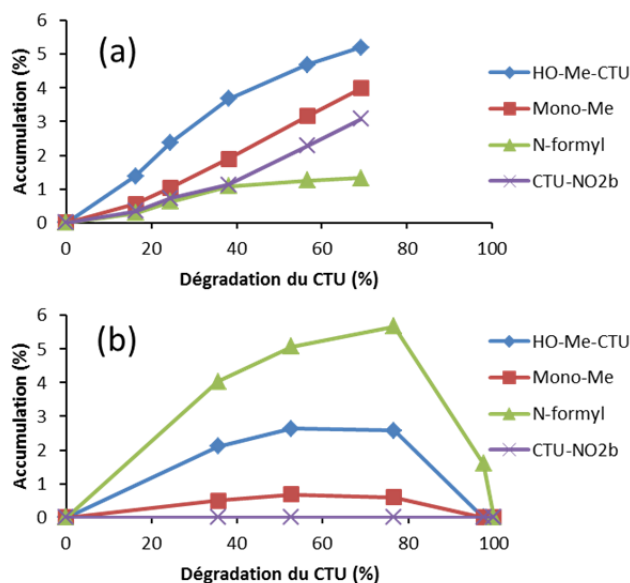 (a)
Accumulation (%)
6
5
4
3
2
1
0
0 20 40 60 80 100
Dégradation du CTU (%)
HO-Me-CTU
Mono-Me
N-formyl
CTU-NO2b
(b)
Accumulation (%)
6
5
4
3
2
1
0
0 20 40 60 80 100
Dégradation du CTU (%)
HO-Me-CTU
Mono-Me
N-formyl
CTU-NO2b